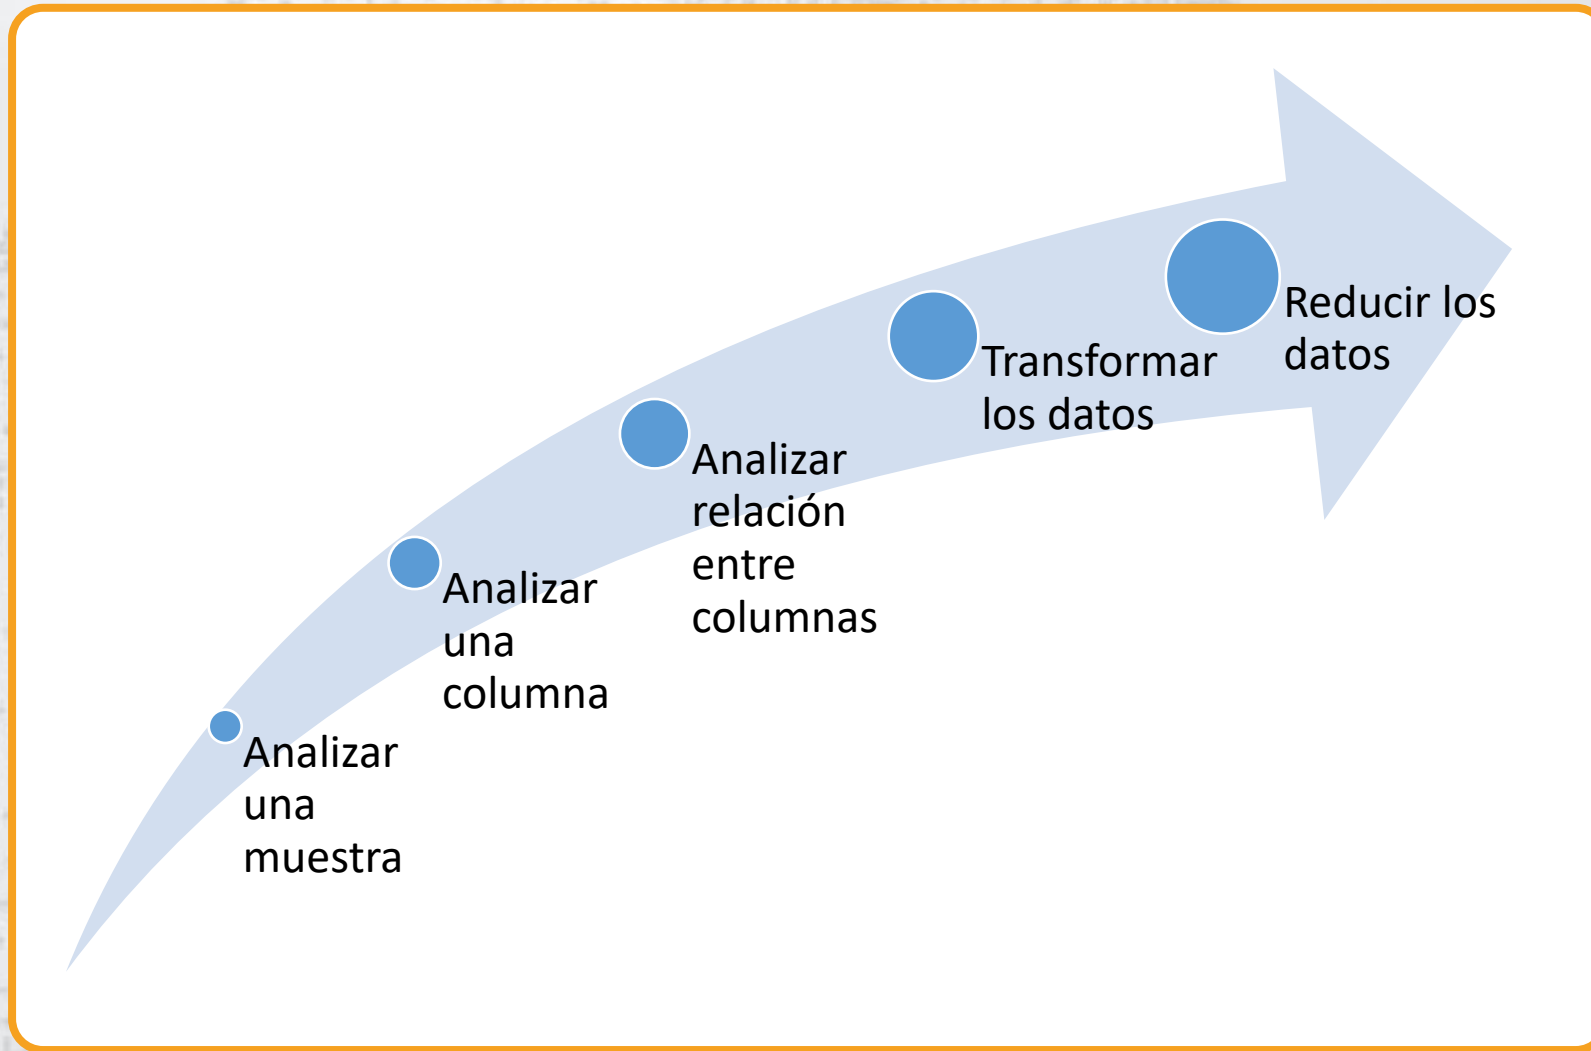 Analizar
una
muestra
Analizar
una
columna
Analizar
relación
entre
columnas
Transformar
los datos
Reducir los
datos